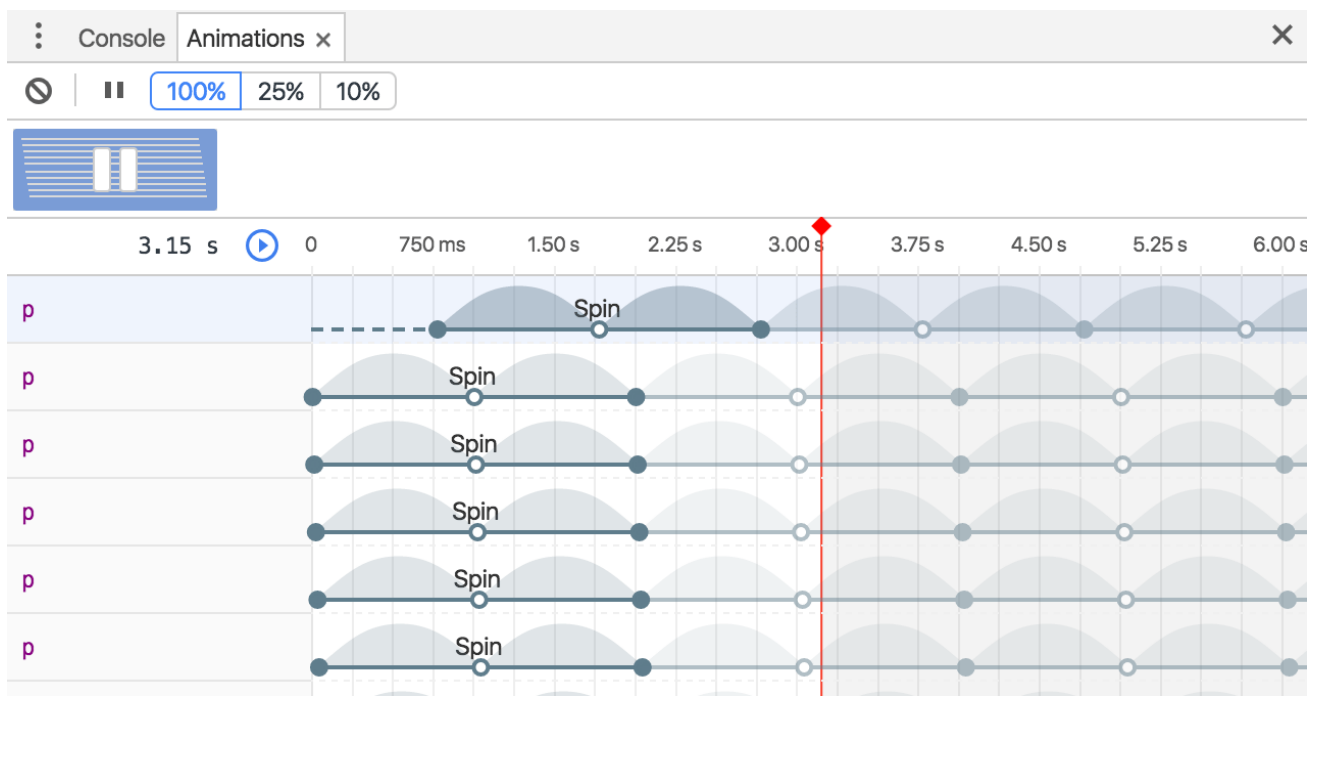 Console Animations ×
100% 25% 10%
3.15 s 0 750 ms 1.50 s 2.25 s 3.00 s 3.75 s 4.50 s 5.25 s 6.00 s
p Spin
p Spin
p Spin
p Spin
p Spin
p Spin